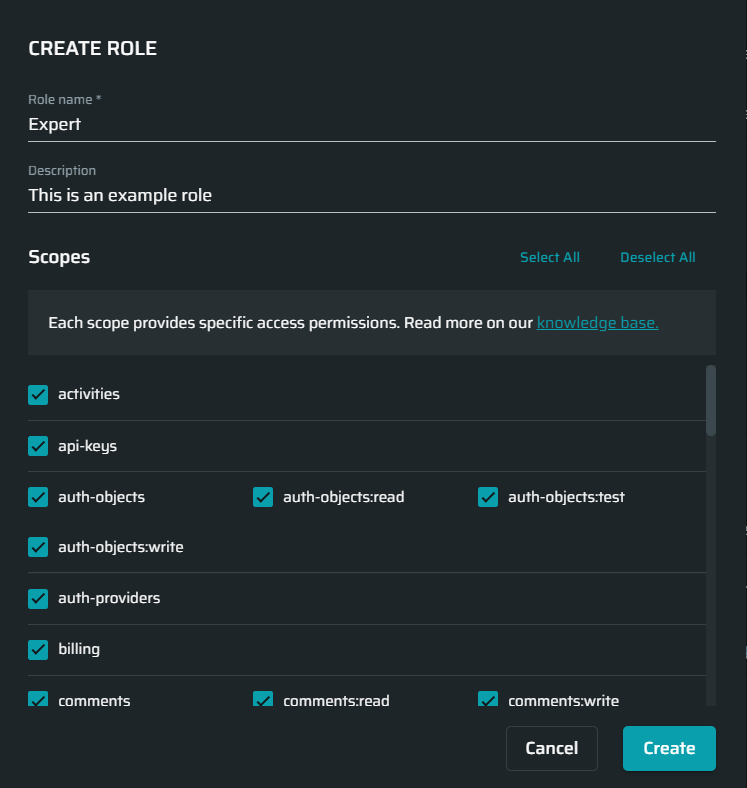 CREATE ROLE
Role name *
Expert
Description
This is an example role
Scopes Select All Deselect All
Each scope provides specific access permissions. Read more on our knowledge base.
activities
api-keys
auth-objects auth-objects:read auth-objects:test
auth-objects:write
auth-providers
billing
comments comments:read comments:write
Cancel Create